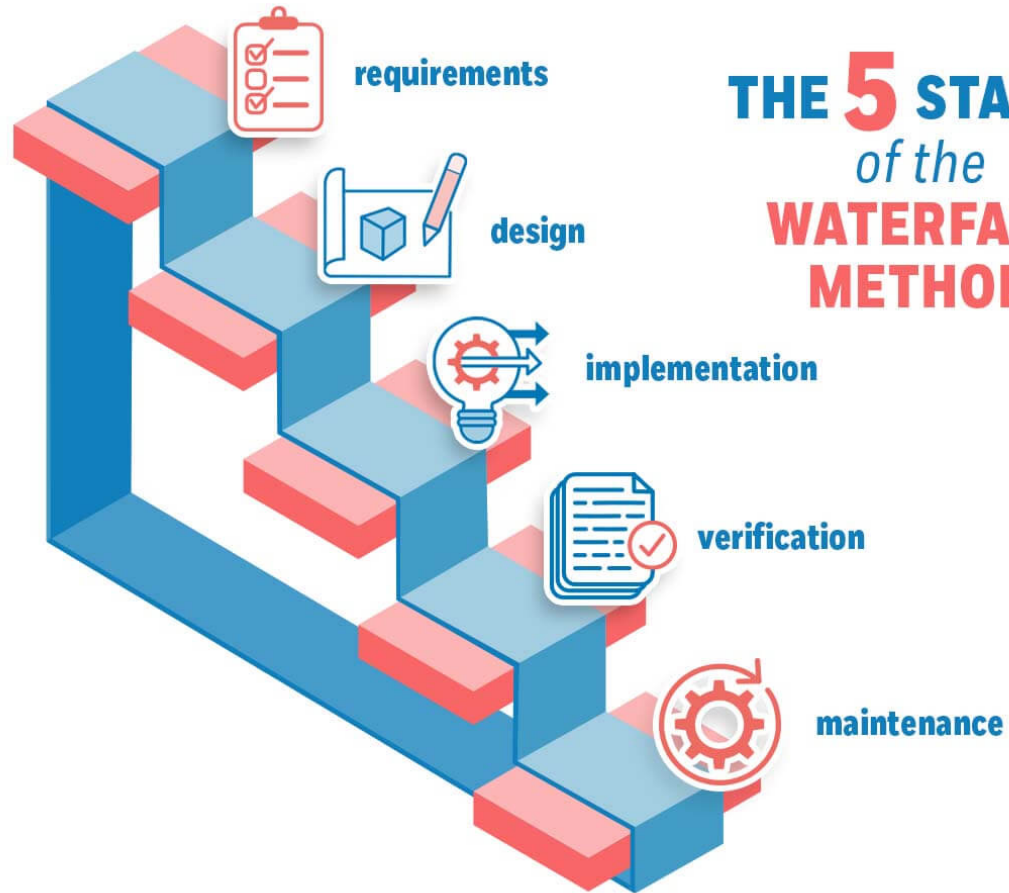 requirements
THE 5 STA
of the
WATERFA
METHO
design
implementation
verification
maintenance